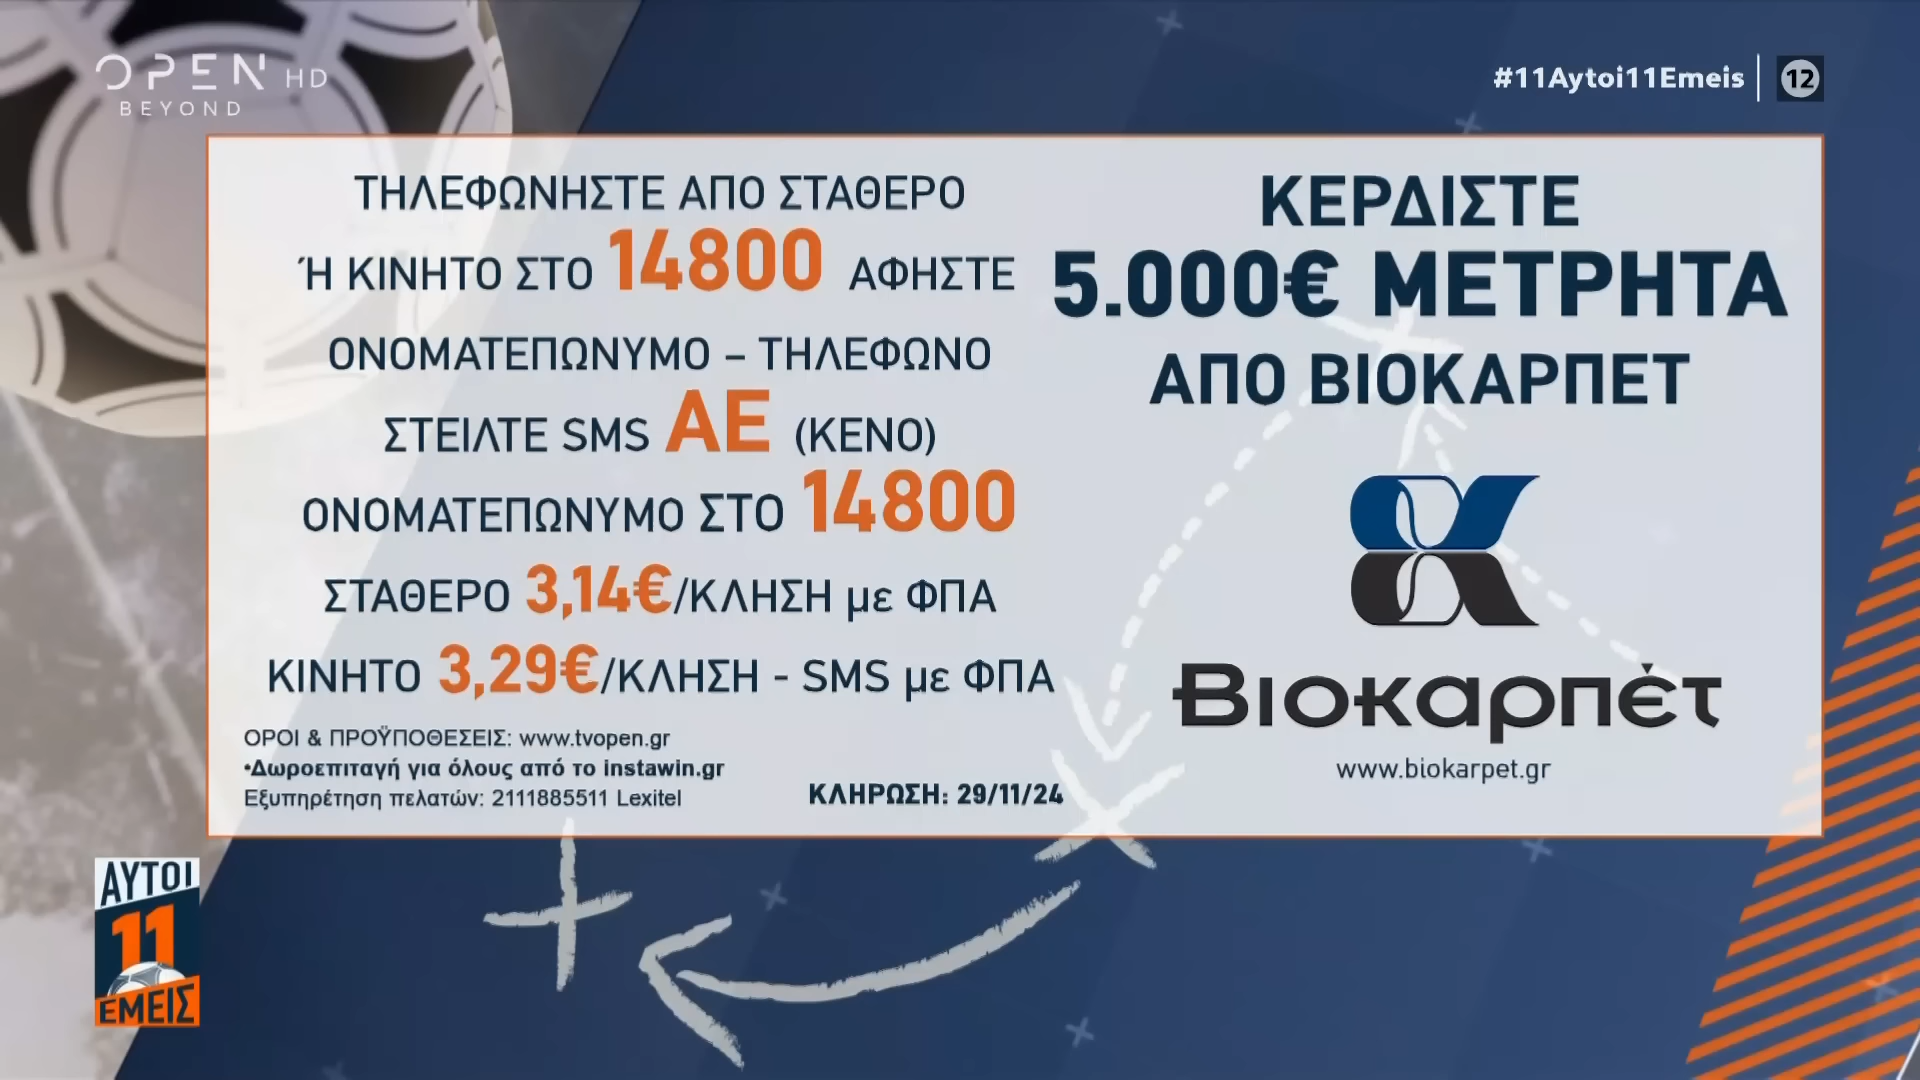 OPEN HD
BEYOND
#11Aytoi11Emeis
12
ΤΗΛΕΦΩΝΗΣΤΕ ΑΠΟ ΣΤΑΘΕΡΟ
Ή ΚΙΝΗΤΟ ΣΤΟ 14800 ΑΦΗΣΤΕ
ΟΝΟΜΑΤΕΠΩΝΥΜΟ – ΤΗΛΕΦΩΝΟ
ΣΤΕΙΛΤΕ SMS ΑΕ (ΚΕΝΟ)
ΟΝΟΜΑΤΕΠΩΝΥΜΟ ΣΤΟ 14800
ΣΤΑΘΕΡΟ 3,14€/ΚΛΗΣΗ με ΦΠΑ
ΚΙΝΗΤΟ 3,29€/ΚΛΗΣΗ - SMS με ΦΠΑ
ΟΡΟΙ & ΠΡΟΫΠΟΘΕΣΕΙΣ: www.tvopen.gr
•Δωροεπιταγή για όλους από το instawin.gr
Εξυπηρέτηση πελατών: 2111885511 Lexitel
ΚΛΗΡΩΣΗ: 29/11/24
ΚΕΡΔΙΣΤΕ
5.000€ ΜΕΤΡΗΤΑ
ΑΠΟ ΒΙΟΚΑΡΠΕΤ
Βιοκαρπέτ
www.biokarpet.gr
ΑΥΤΟΙ
11
ΕΜΕΙΣ